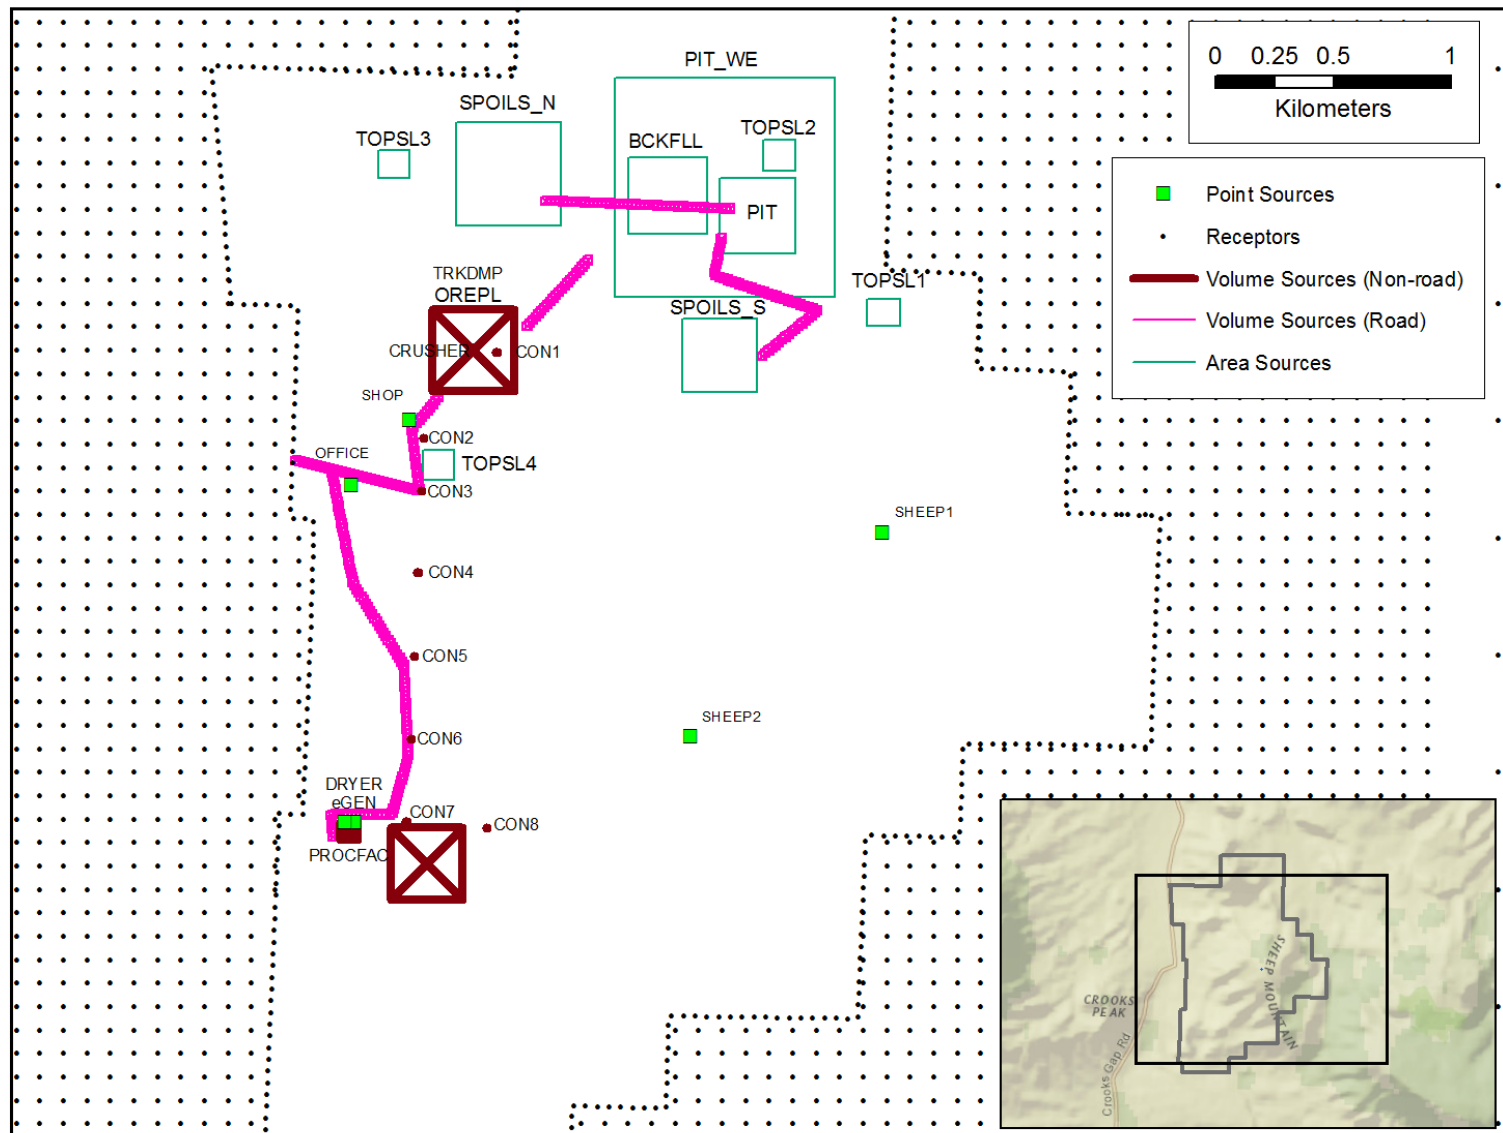 PIT_WE
SPOILS_N
TOPSL3
BCKFLL
TOPSL2
PIT
TRKDMP
OREPL
SPOILS_S
TOPSL1
CRUSHER
CON1
SHOP
CON2
OFFICE
TOPSL4
CON3
SHEEP1
CON4
CON5
SHEEP2
CON6
DRYER
eGEN
CON7
CON8
PROCFAC
0 0.25 0.5 1
Kilometers
Point Sources
Receptors
Volume Sources (Non-road)
Volume Sources (Road)
Area Sources
SHEEP MOUNTAIN
CROOKS
PEAK
Crooks Gap Rd